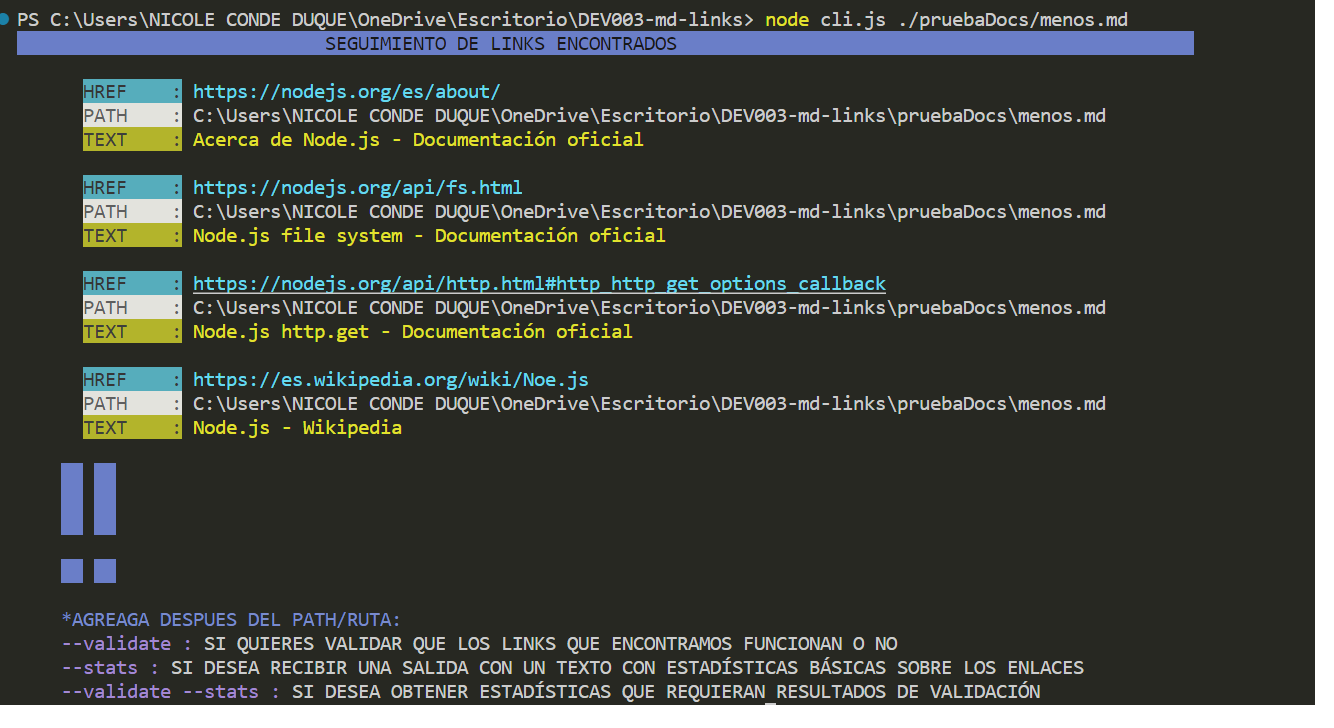 PS C:\Users\NICOLE CONDE DUQUE\OneDrive\Escritorio\DEV003-md-links> node cli.js ./pruebaDocs/menos.md
SEGUIMIENTO DE LINKS ENCONTRADOS
HREF : https://nodejs.org/es/about/
PATH : C:\Users\NICOLE CONDE DUQUE\OneDrive\Escritorio\DEV003-md-links\pruebaDocs\menos.md
TEXT : Acerca de Node.js - Documentación oficial
HREF : https://nodejs.org/api/fs.html
PATH : C:\Users\NICOLE CONDE DUQUE\OneDrive\Escritorio\DEV003-md-links\pruebaDocs\menos.md
TEXT : Node.js file system - Documentación oficial
HREF : https://nodejs.org/api/http.html#http_http_get_options_callback
PATH : C:\Users\NICOLE CONDE DUQUE\OneDrive\Escritorio\DEV003-md-links\pruebaDocs\menos.md
TEXT : Node.js http.get - Documentación oficial
HREF : https://es.wikipedia.org/wiki/Noe.js
PATH : C:\Users\NICOLE CONDE DUQUE\OneDrive\Escritorio\DEV003-md-links\pruebaDocs\menos.md
TEXT : Node.js - Wikipedia
*AGREAGA DESPUES DEL PATH/RUTA:
--validate : SI QUIERES VALIDAR QUE LOS LINKS QUE ENCONTRAMOS FUNCIONAN O NO
--stats : SI DESEA RECIBIR UNA SALIDA CON UN TEXTO CON ESTADÍSTICAS BÁSICAS SOBRE LOS ENLACES
--validate --stats : SI DESEA OBTENER ESTADÍSTICAS QUE REQUIERAN RESULTADOS DE VALIDACIÓN